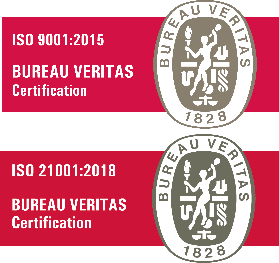 ISO 9001:2015
BUREAU VERITAS
Certification
BUREAU VERITAS
1828
ISO 21001:2018
BUREAU VERITAS
Certification
BUREAU VERITAS
1828